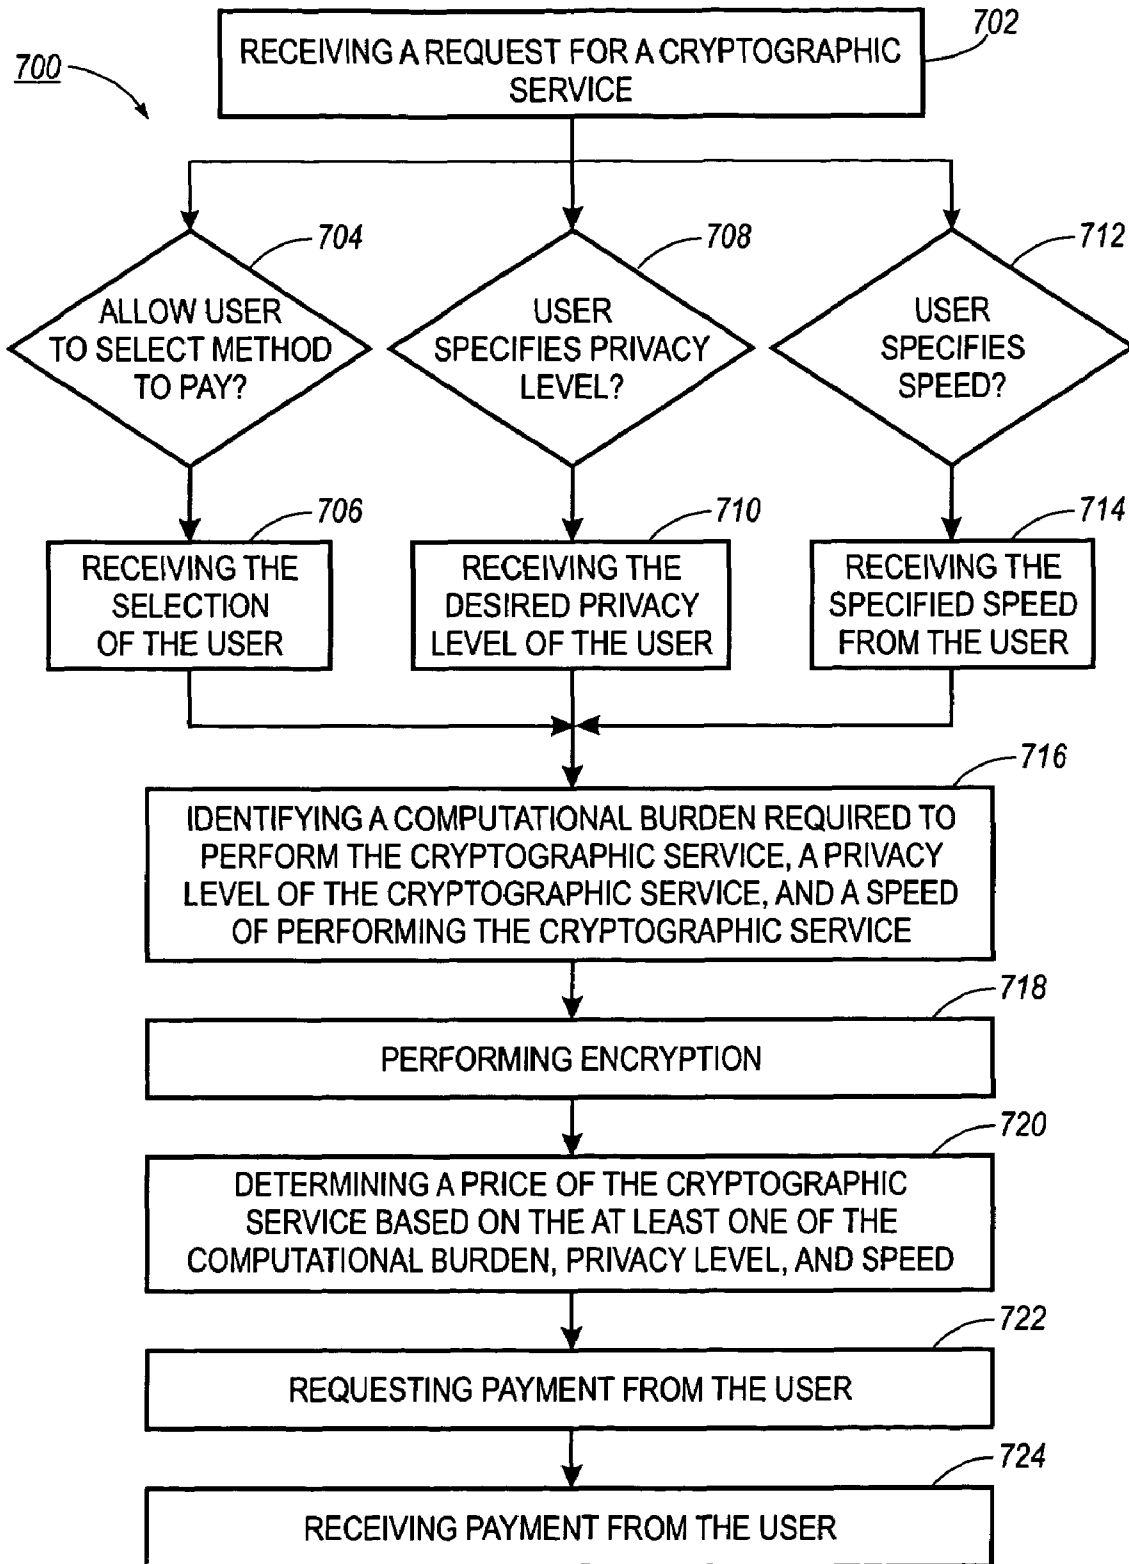 700
RECEIVING A REQUEST FOR A CRYPTOGRAPHIC
SERVICE
702
704
ALLOW USER
TO SELECT METHOD
TO PAY?
708
USER
SPECIFIES PRIVACY
LEVEL?
712
USER
SPECIFIES
SPEED?
706
RECEIVING THE
SELECTION
OF THE USER
710
RECEIVING THE
DESIRED PRIVACY
LEVEL OF THE USER
714
RECEIVING THE
SPECIFIED SPEED
FROM THE USER
716
IDENTIFYING A COMPUTATIONAL BURDEN REQUIRED TO
PERFORM THE CRYPTOGRAPHIC SERVICE, A PRIVACY
LEVEL OF THE CRYPTOGRAPHIC SERVICE, AND A SPEED
OF PERFORMING THE CRYPTOGRAPHIC SERVICE
718
PERFORMING ENCRYPTION
720
DETERMINING A PRICE OF THE CRYPTOGRAPHIC
SERVICE BASED ON THE AT LEAST ONE OF THE
COMPUTATIONAL BURDEN, PRIVACY LEVEL, AND SPEED
722
REQUESTING PAYMENT FROM THE USER
724
RECEIVING PAYMENT FROM THE USER